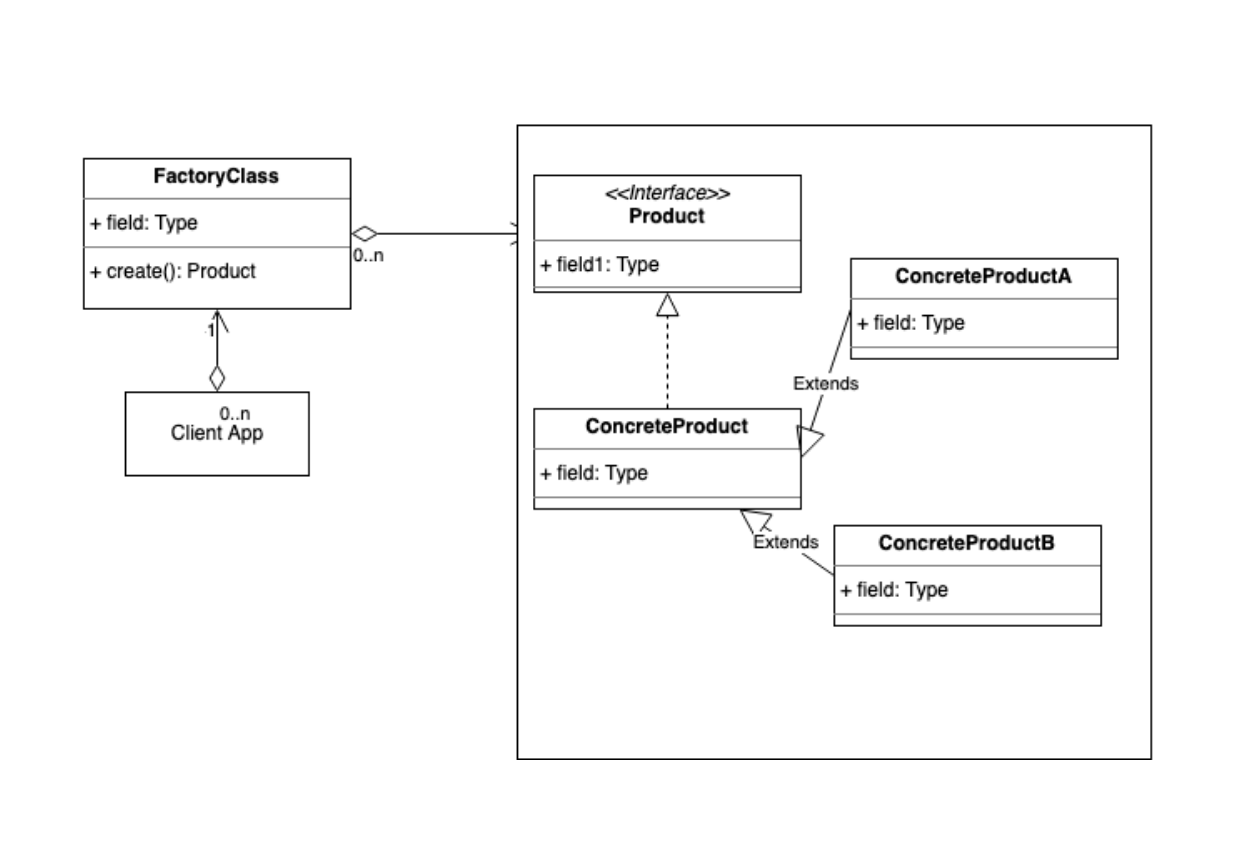 FactoryClass
+ field: Type
+ create(): Product
0..n
1
0..n
Client App
<<Interface>>
Product
+ field1: Type
ConcreteProductA
+ field: Type
Extends
ConcreteProduct
+ field: Type
Extends
ConcreteProductB
+ field: Type